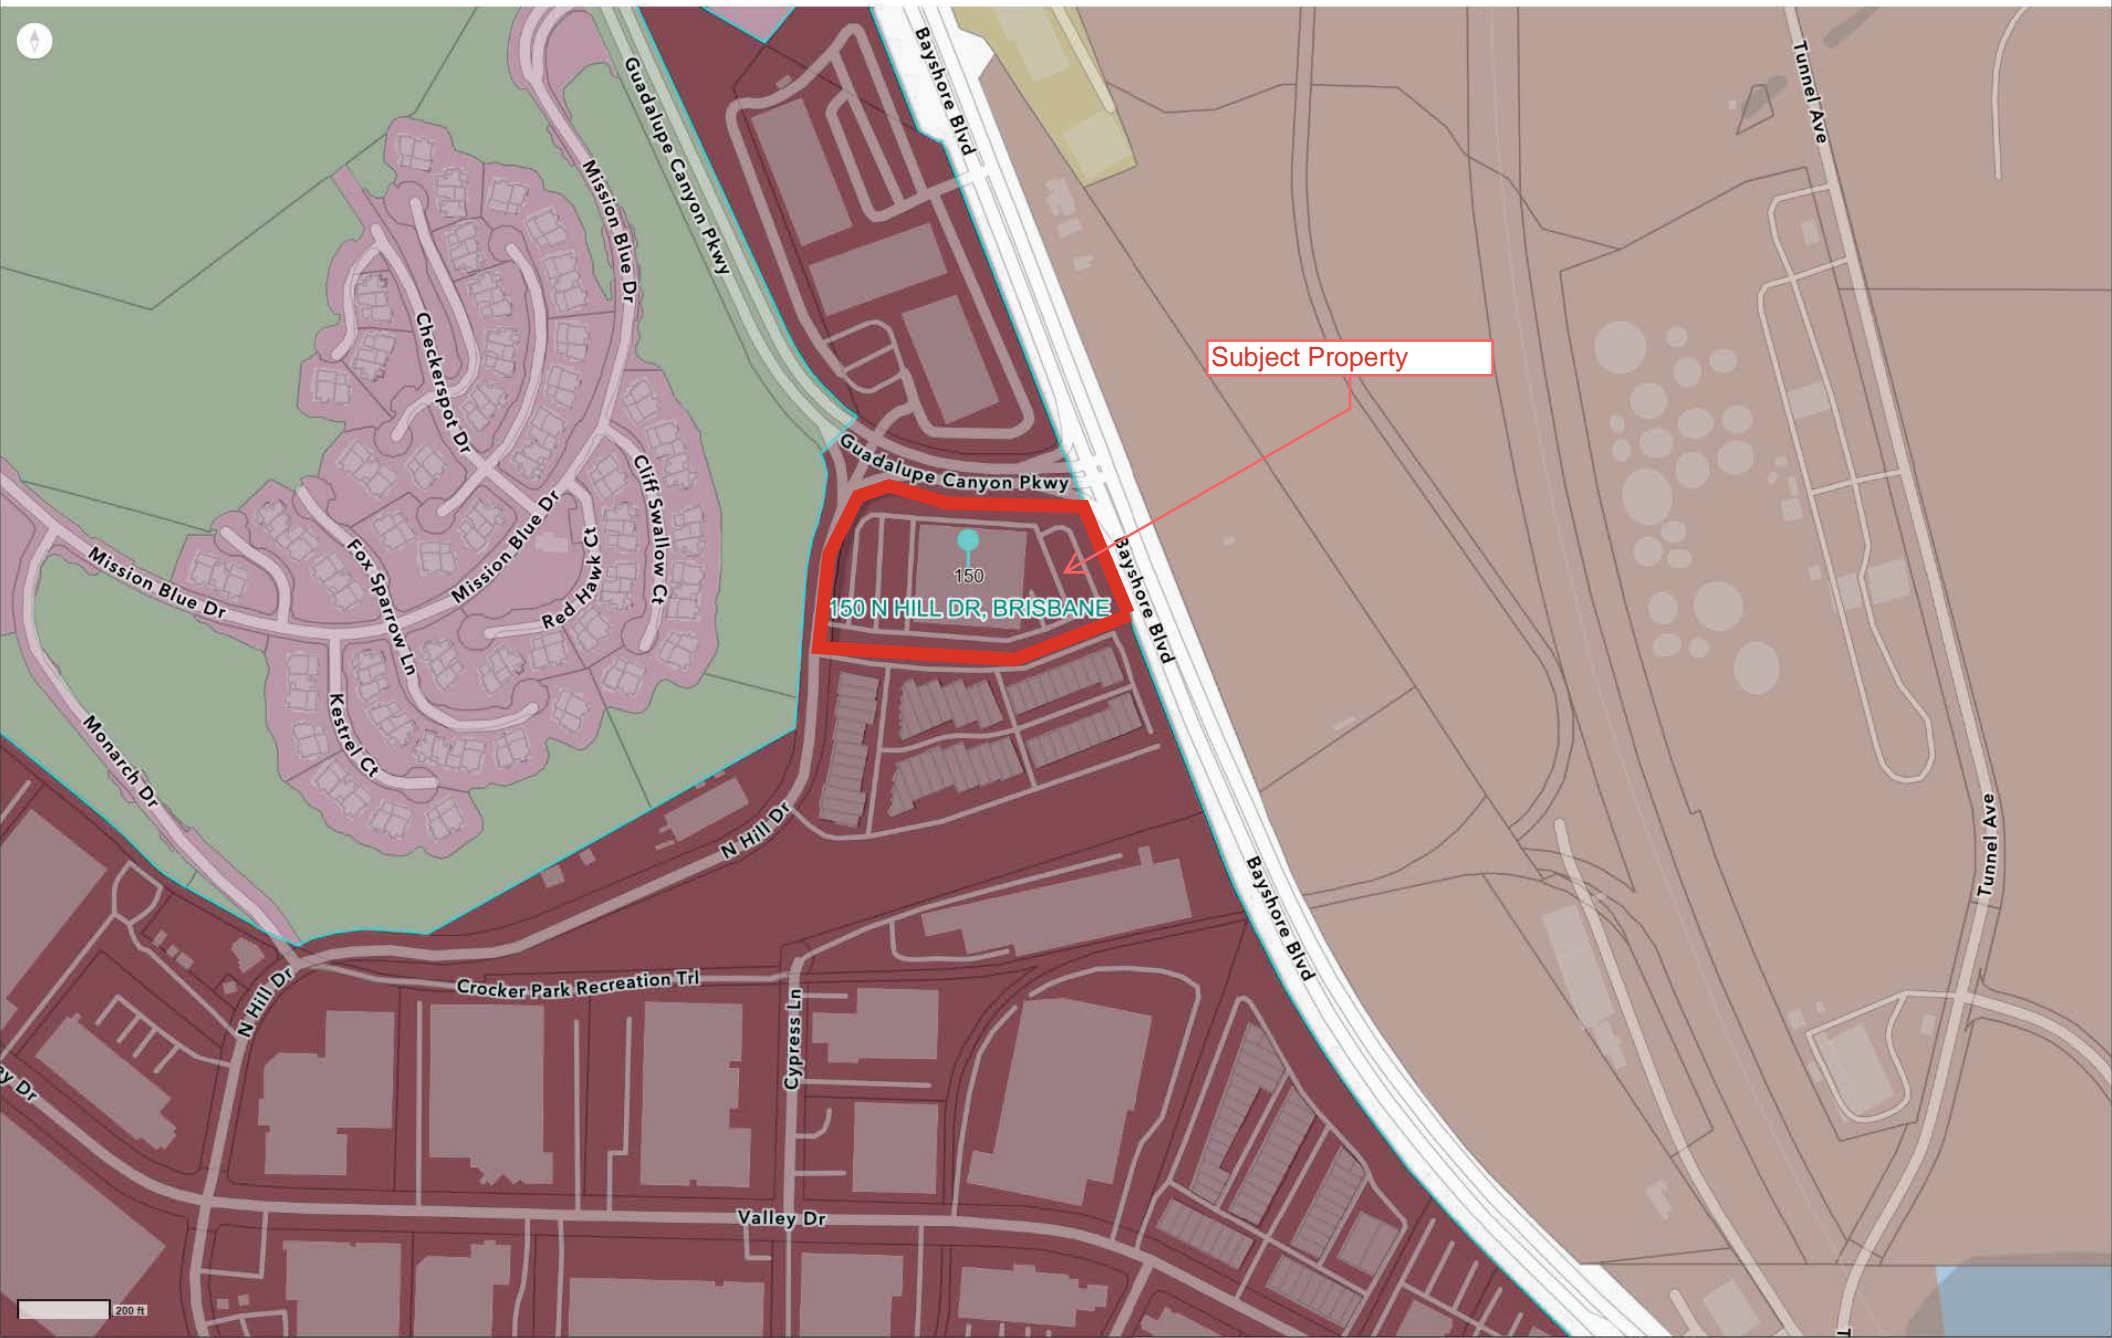 Bayshore Blvd
Tunnel Ave
Guadalupe Canyon Pkwy
Mission Blue Dr
Checkerspot Dr
Subject Property
Guadalupe Canyon Pkwy
Cliff Swallow Ct
Mission Blue Dr
Red Hawk Ct
Fox Sparrow Ln
Mission Blue Dr
150
150 N HILL DR, BRISBANE
Bayshore Blvd
Kestrel Ct
Monarch Dr
N Hill Dr
Tunnel Ave
Bayshore Blvd
Crocker Park Recreation Trl
N Hill Dr
Cypress Ln
ey Dr
Valley Dr
200 ft
T